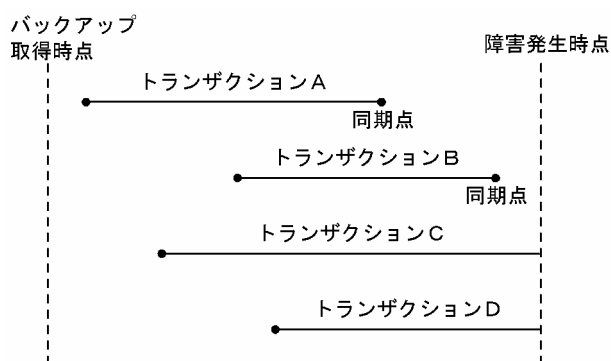 バックアップ
取得時点
障害発生時点
トランザクションA
同期点
トランザクションB
同期点
トランザクションC
トランザクションD